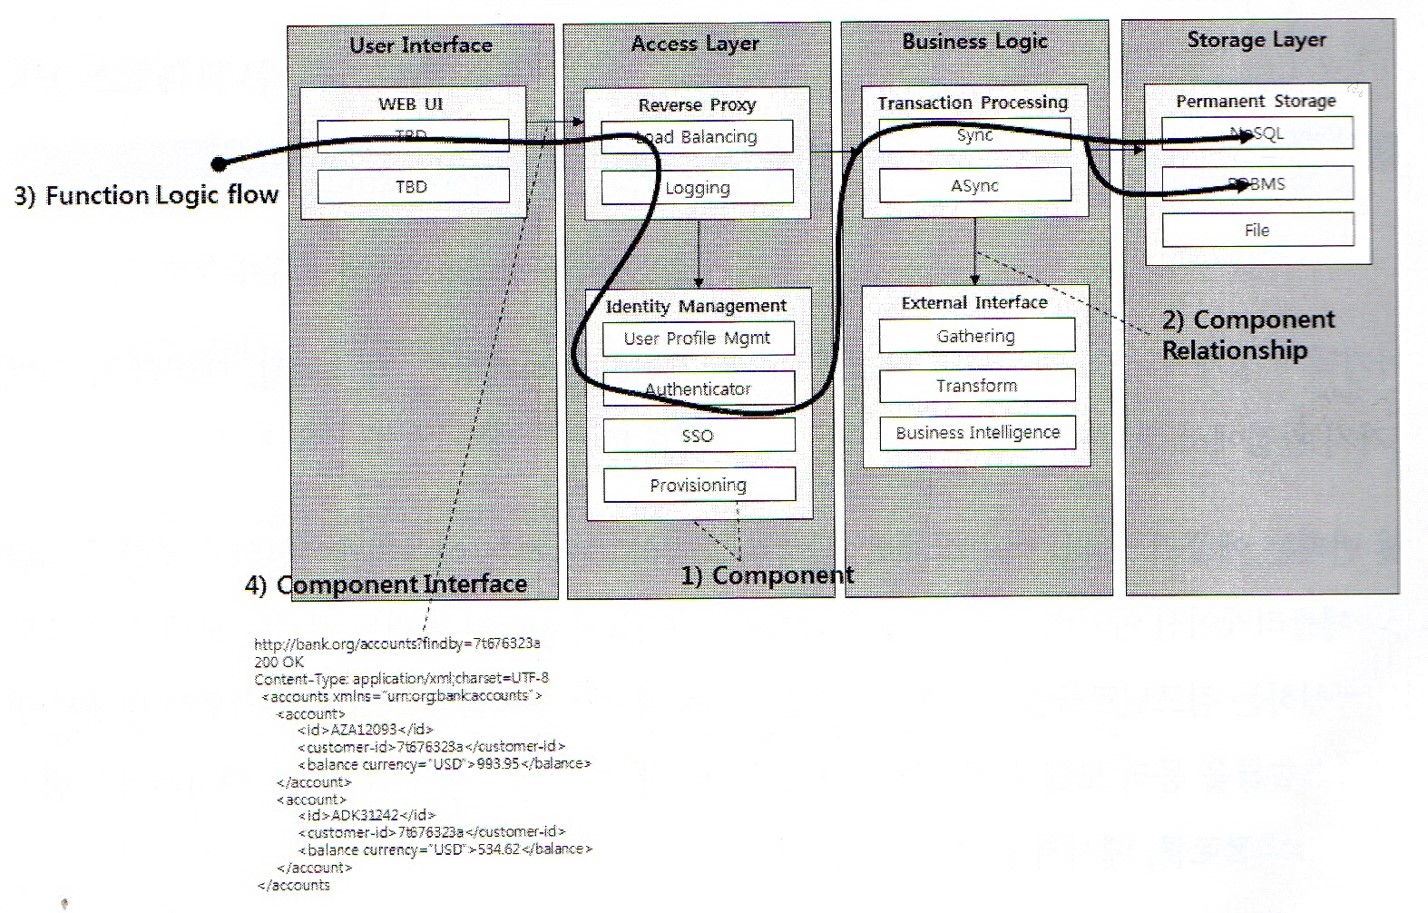 User Interface
Access Layer
Business Logic
Storage Layer
WEB UI
TBD
TBD
Reverse Proxy
Load Balancing
Logging
Transaction Processing
Sync
ASync
Permanent Storage
NoSQL
RDBMS
File
3) Function Logic flow
Identity Management
User Profile Mgmt
Authenticator
SSO
Provisioning
External Interface
Gathering
Transform
Business Intelligence
2) Component
Relationship
1) Component
4) Component Interface
http://bank.org/accounts?findby=7t676323a
200 OK
Content-Type: application/xml;charset=UTF-8
<accounts xmlns="urn:org:bank:accounts">
<account>
<id>AZA12093</id>
<customer-id>7t676323a</customer-id>
<balance currency="USD">993.95</balance>
</account>
<account>
<id>ADK31242</id>
<customer-id>7t676323a</customer-id>
<balance currency="USD">534.62</balance>
</account>
</accounts